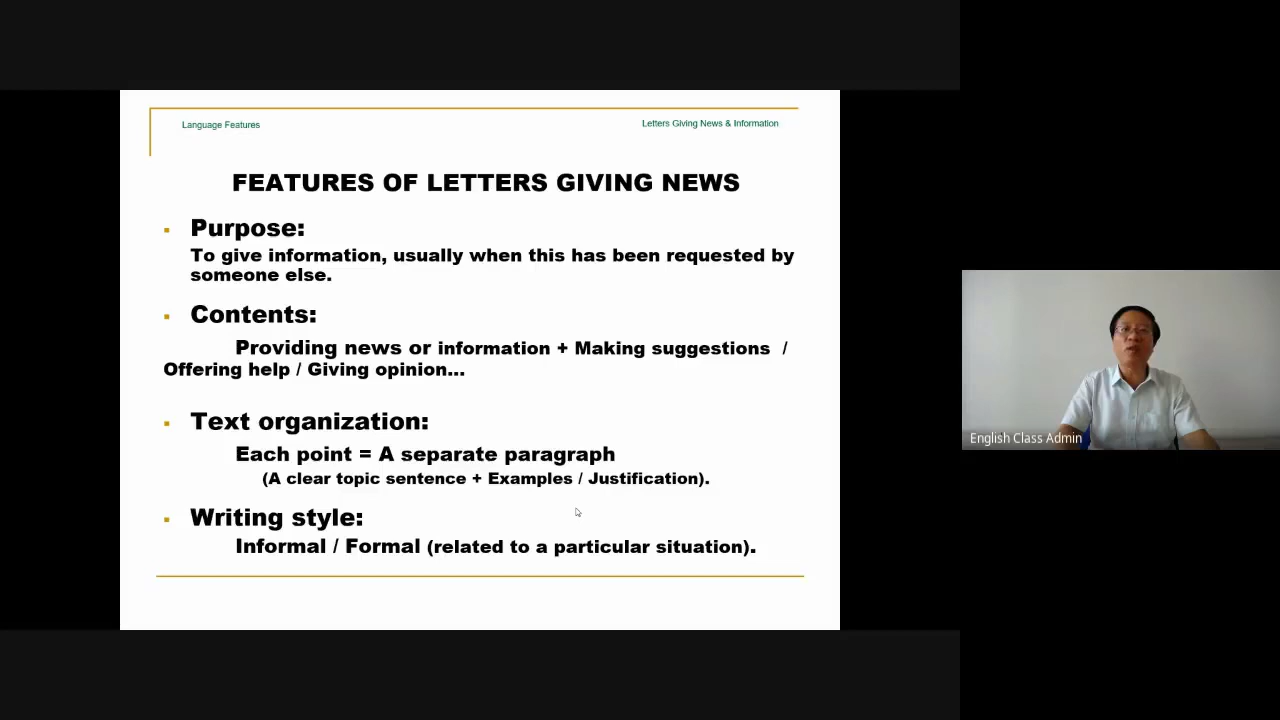 Language Features
Letters Giving News & Information
FEATURES OF LETTERS GIVING NEWS
▪ Purpose:
To give information, usually when this has been requested by
someone else.
▪ Contents:
Providing news or information + Making suggestions /
Offering help / Giving opinion...
▪ Text organization:
Each point = A separate paragraph
(A clear topic sentence + Examples / Justification).
▪ Writing style:
Informal / Formal (related to a particular situation).
English Class Admin